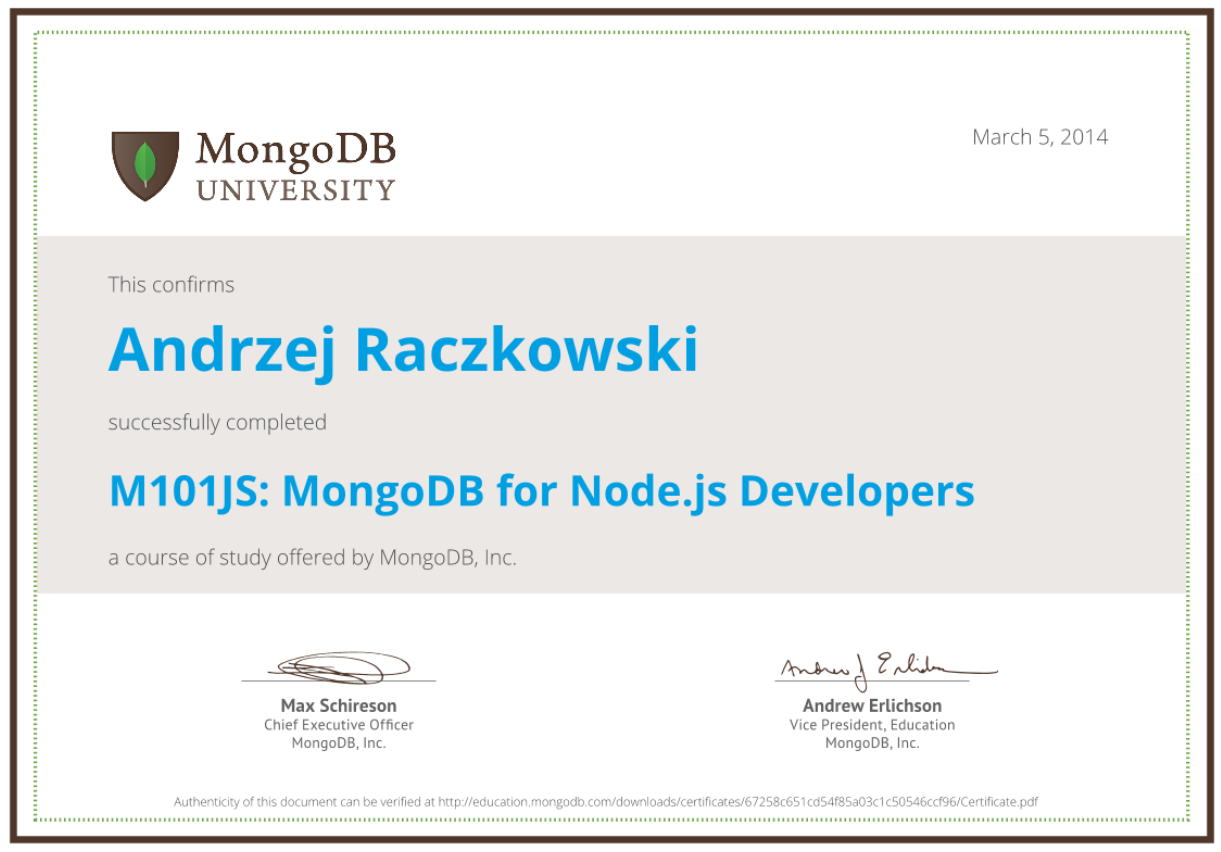 MongoDB
UNIVERSITY
March 5, 2014
This confirms
Andrzej Raczkowski
successfully completed
M101JS: MongoDB for Node.js Developers
a course of study offered by MongoDB, Inc.
Andrew J Erlichson
Max Schireson
Chief Executive Officer
MongoDB, Inc.
Andrew Erlichson
Vice President, Education
MongoDB, Inc.
Authenticity of this document can be verified at http://education.mongodb.com/downloads/certificates/67258c651cd54f85a03c1c50546ccf96/Certificate.pdf